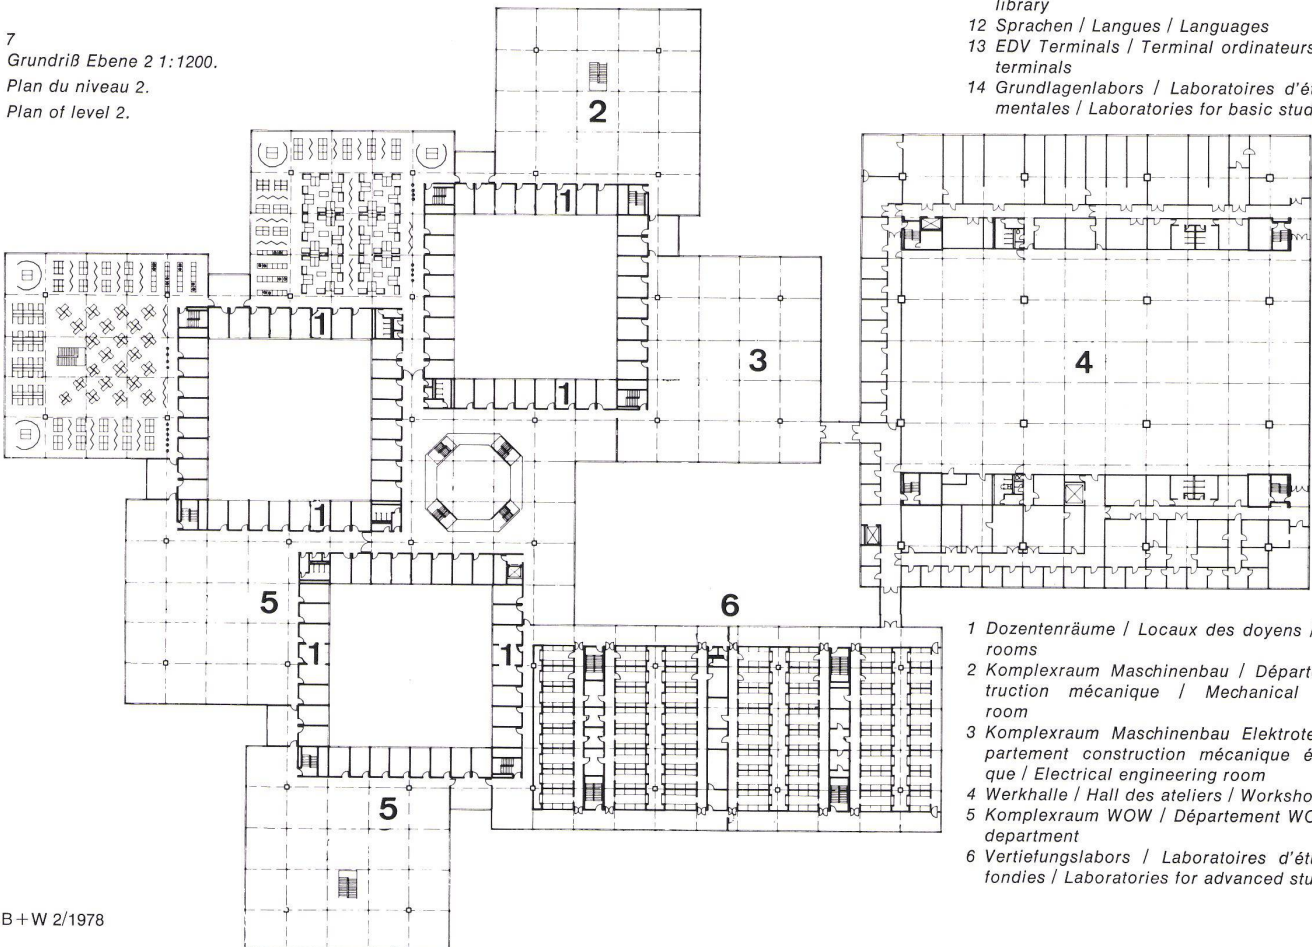 7
Grundriß Ebene 2 1:1200.
Plan du niveau 2.
Plan of level 2.
library
12 Sprachen / Langues / Languages
13 EDV Terminals / Terminal ordinateurs
terminals
14 Grundlagenlabors / Laboratoires d'ét
mentales / Laboratories for basic stud
2
1
1
3
4
1
1
1
5
1
1
6
5
1 Dozentenräume / Locaux des doyens /
rooms
2 Komplexraum Maschinenbau / Départe
truction mécanique / Mechanical
room
3 Komplexraum Maschinenbau Elektrote
partement construction mécanique é
que / Electrical engineering room
4 Werkhalle / Hall des ateliers / Worksho
5 Komplexraum WOW / Département WO
department
6 Vertiefungslabors / Laboratoires d'ét
fondies / Laboratories for advanced stu
B+W 2/1978